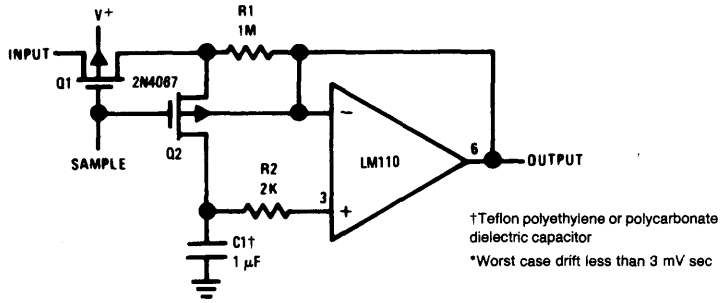 V+
R1
1M
INPUT
Q1
2N4067
Q2
SAMPLE
R2
2K
3
−
+
LM110
6
OUTPUT
C1†
1 µF
†Teflon polyethylene or polycarbonate
dielectric capacitor
*Worst case drift less than 3 mV sec